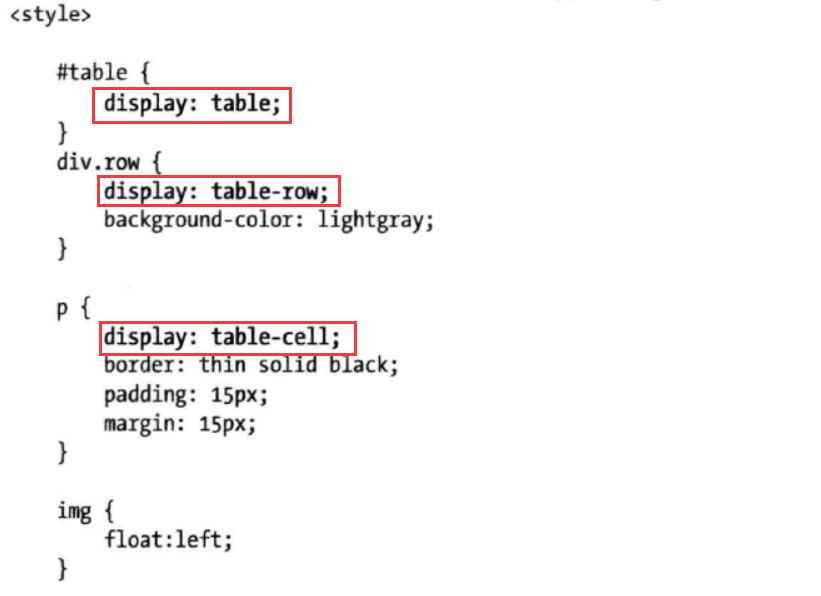 <style>
#table {
display: table;
}
div.row {
display: table-row;
background-color: lightgray;
}
p {
display: table-cell;
border: thin solid black;
padding: 15px;
margin: 15px;
}
img {
float:left;
}